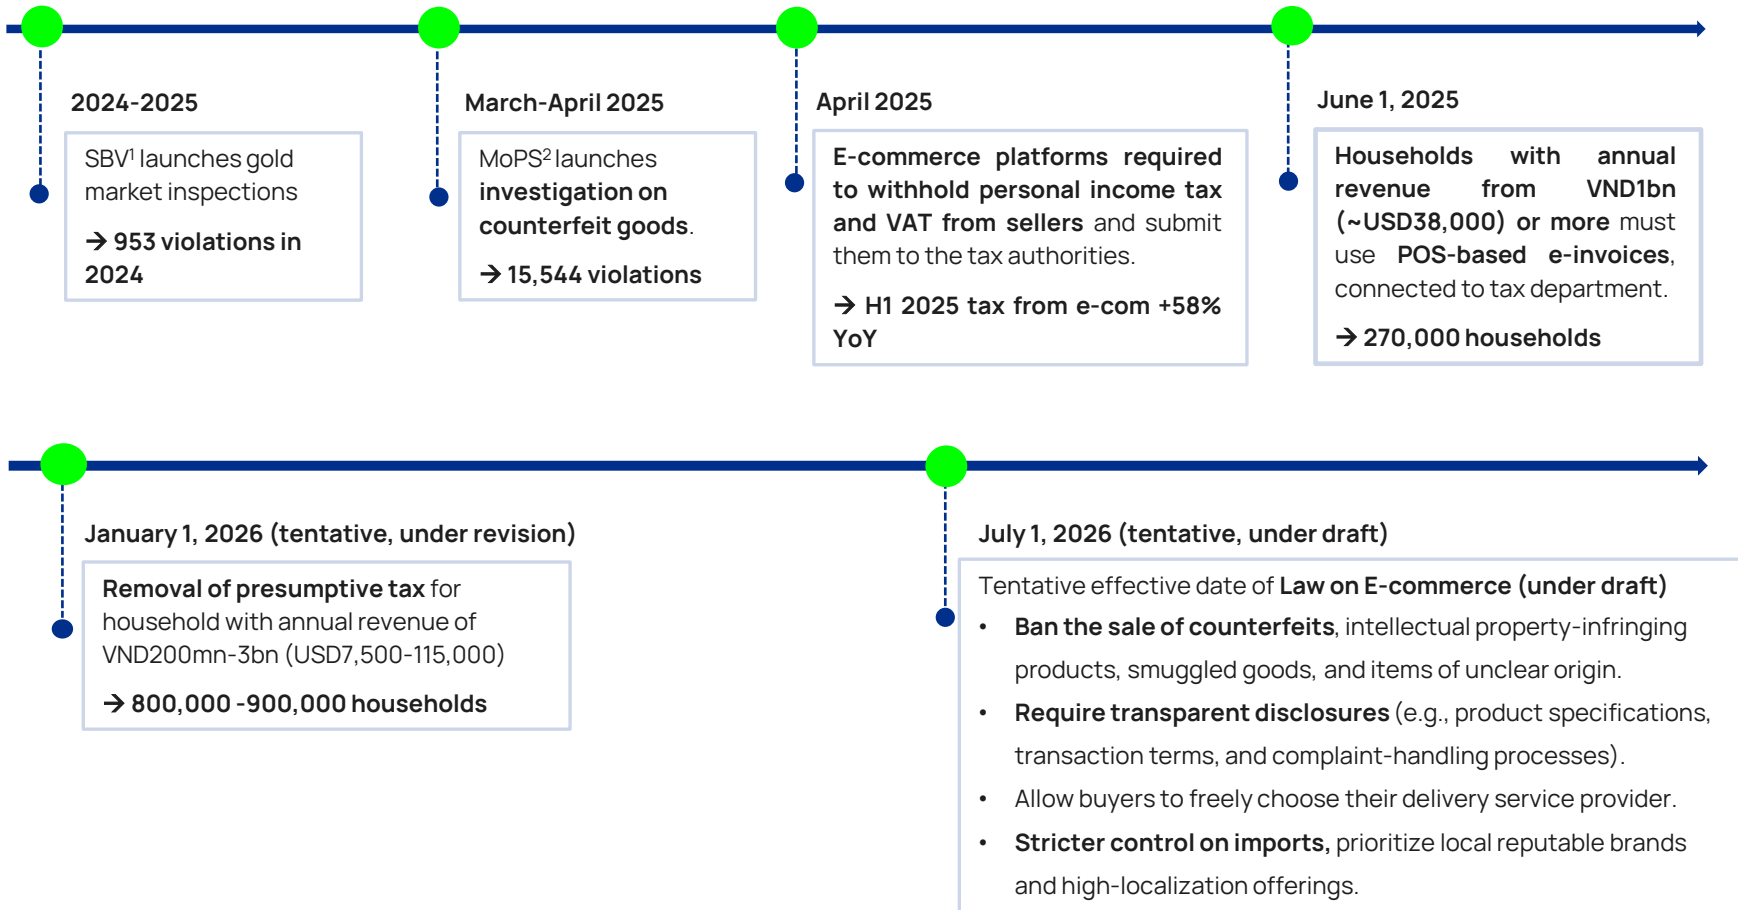 2024-2025
SBV¹ launches gold
market inspections
→ 953 violations in
2024
March-April 2025
MoPS² launches
investigation on
counterfeit goods.
→ 15,544 violations
April 2025
E-commerce platforms required
to withhold personal income tax
and VAT from sellers and submit
them to the tax authorities.
→ H1 2025 tax from e-com +58%
YoY
June 1, 2025
Households with annual
revenue from VND1bn
(~USD38,000) or more must
use POS-based e-invoices,
connected to tax department.
→ 270,000 households
January 1, 2026 (tentative, under revision)
Removal of presumptive tax for
household with annual revenue of
VND200mn-3bn (USD7,500-115,000)
→ 800,000 -900,000 households
July 1, 2026 (tentative, under draft)
Tentative effective date of Law on E-commerce (under draft)
• Ban the sale of counterfeits, intellectual property-infringing
products, smuggled goods, and items of unclear origin.
• Require transparent disclosures (e.g., product specifications,
transaction terms, and complaint-handling processes).
• Allow buyers to freely choose their delivery service provider.
• Stricter control on imports, prioritize local reputable brands
and high-localization offerings.